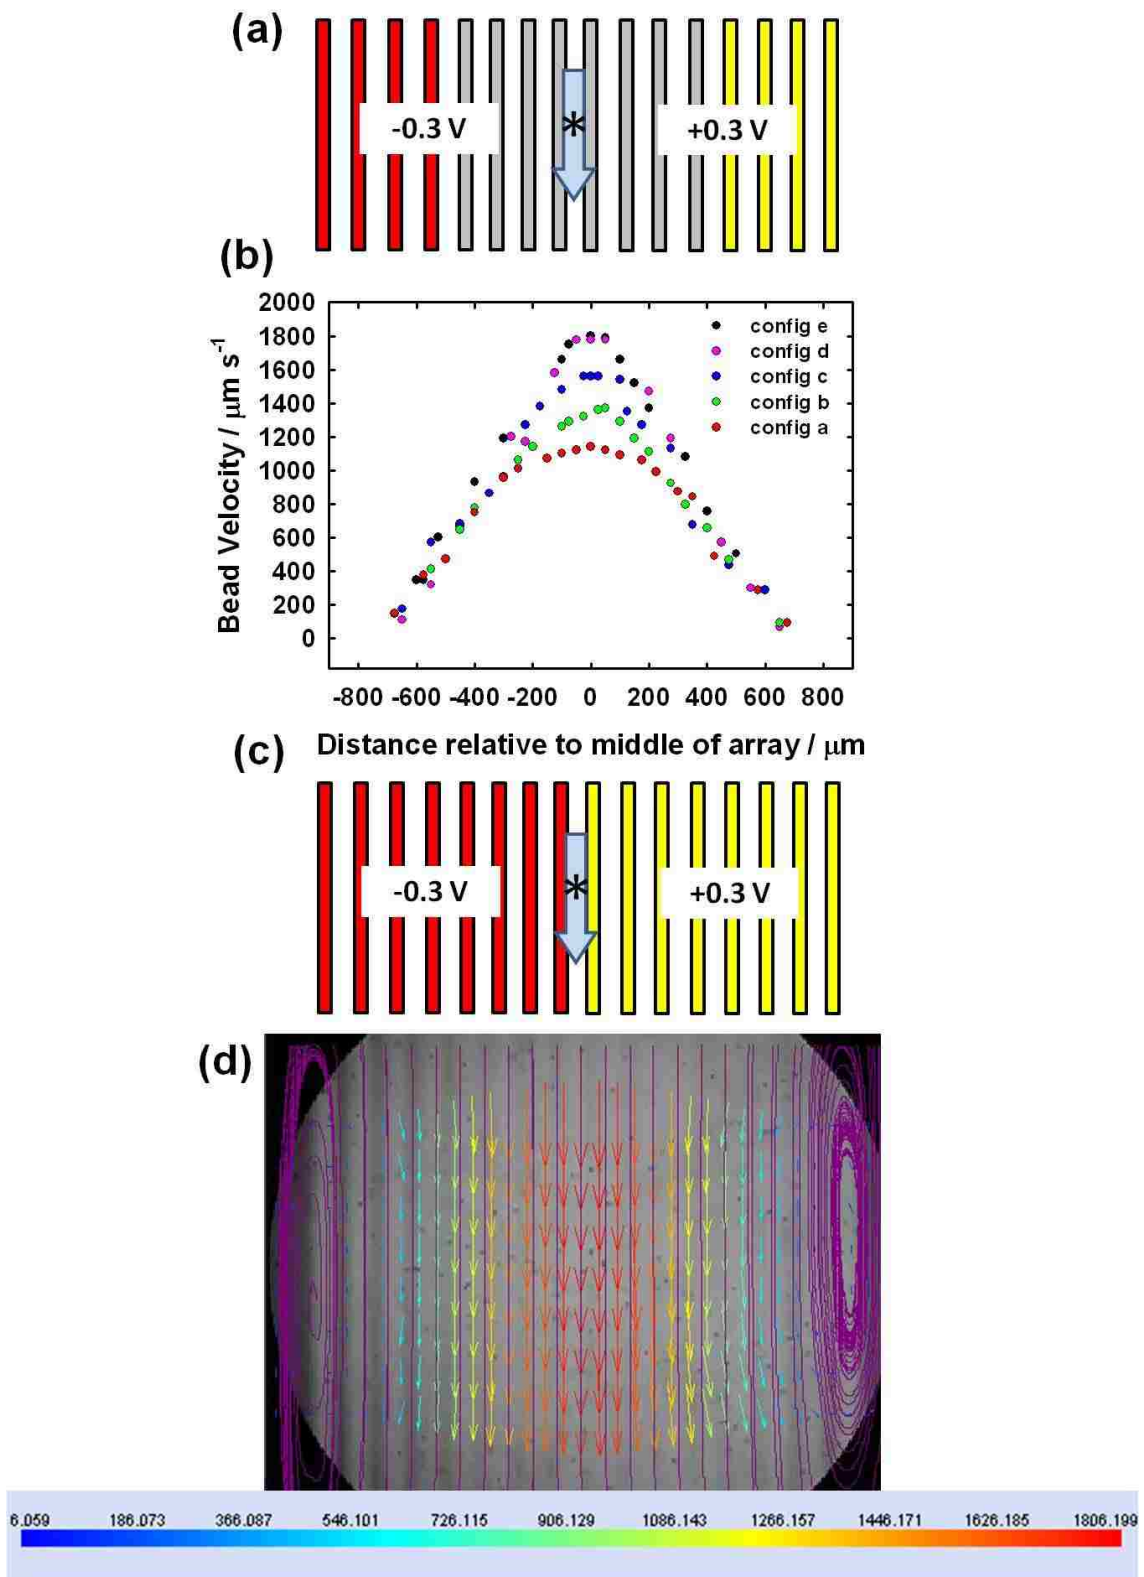 (a)
-0.3 V
*
+0.3 V
(b)
2000
1800
1600
1400
1200
1000
800
600
400
200
0
Bead Velocity / μm s⁻¹
config e
config d
config c
config b
config a
-800 -600 -400 -200 0 200 400 600 800
Distance relative to middle of array / μm
(c)
-0.3 V
*
+0.3 V
(d)
6.059 186.073 366.087 546.101 726.115 906.129 1086.143 1266.157 1446.171 1626.185 1806.199